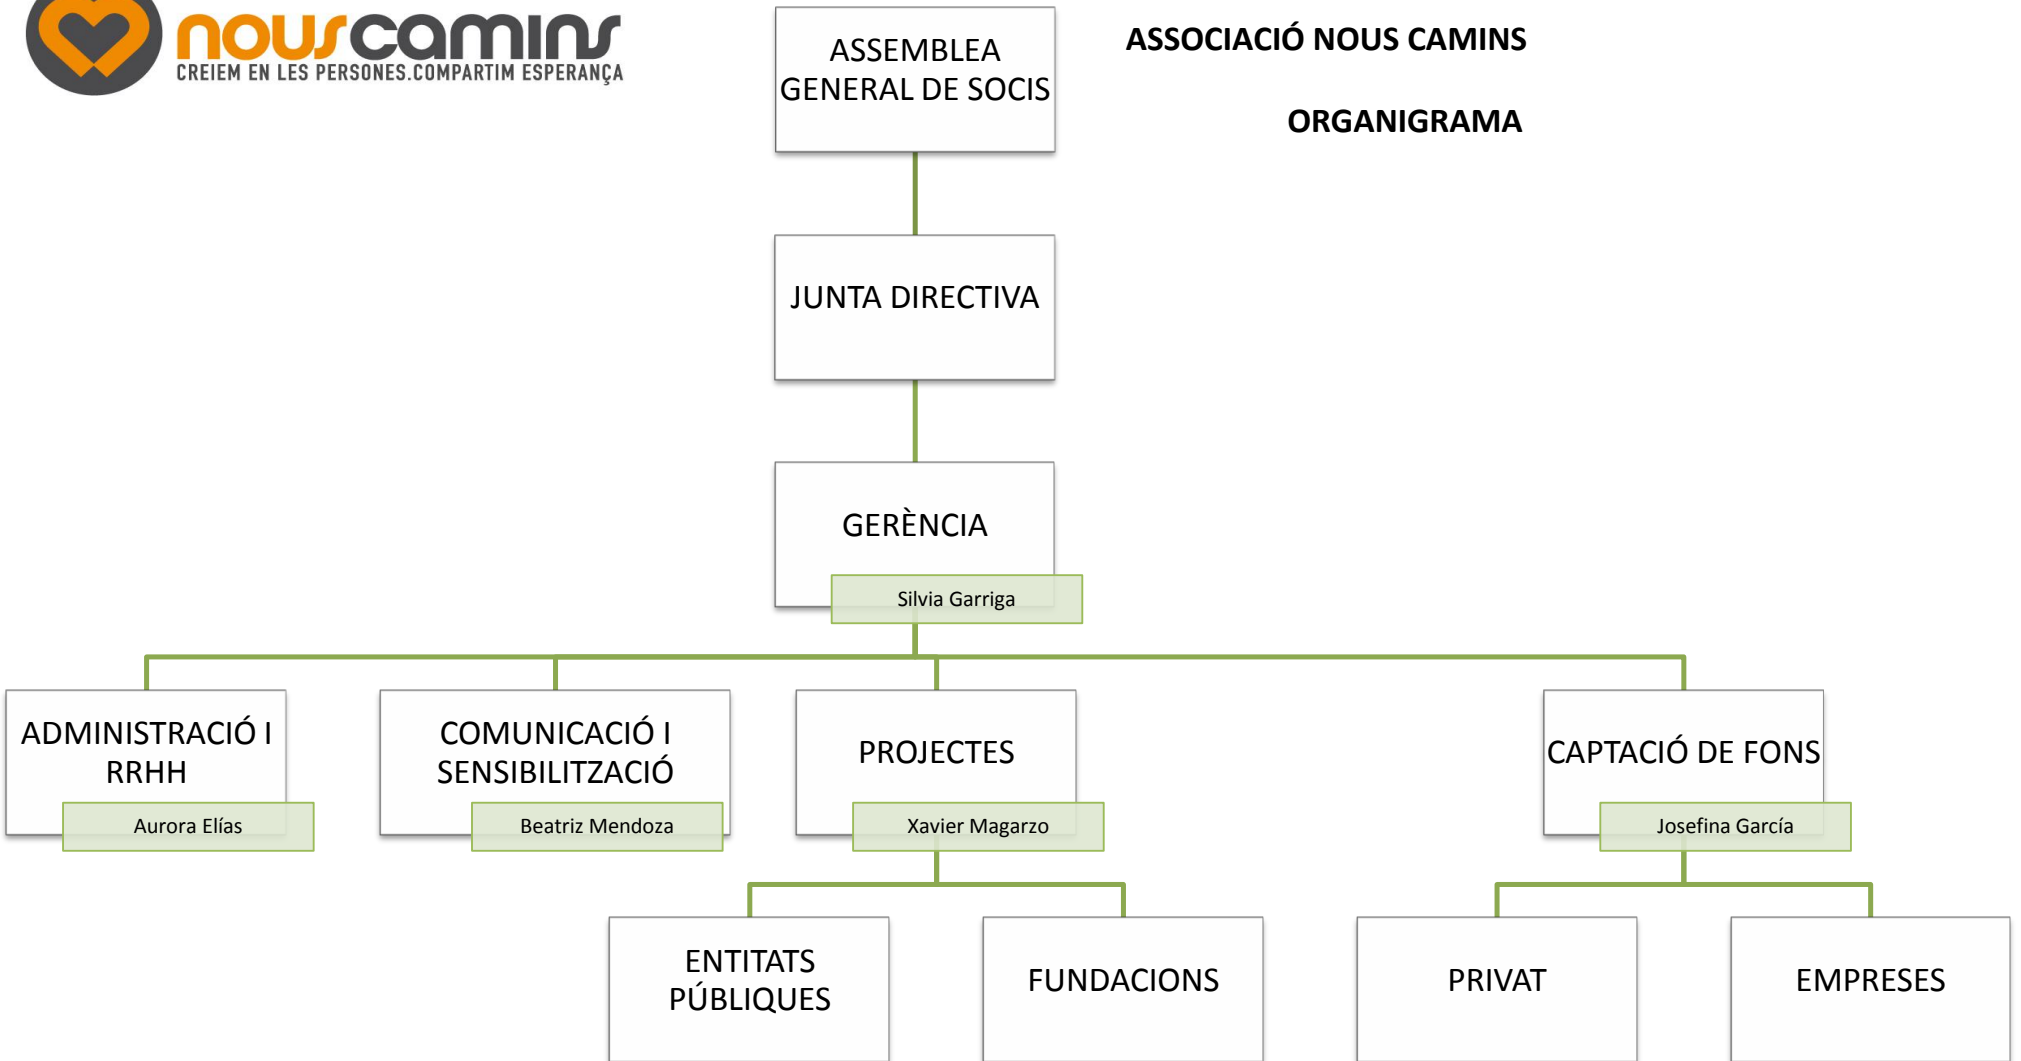 nouscamins
CREIEM EN LES PERSONES.COMPARTIM ESPERANÇA
ASSOCIACIÓ NOUS CAMINS
ORGANIGRAMA
ASSEMBLEA
GENERAL DE SOCIS
JUNTA DIRECTIVA
GERÈNCIA
Silvia Garriga
ADMINISTRACIÓ I
RRHH
Aurora Elías
COMUNICACIÓ I
SENSIBILITZACIÓ
Beatriz Mendoza
PROJECTES
Xavier Magarzo
CAPTACIÓ DE FONS
Josefina García
ENTITATS
PÚBLIQUES
FUNDACIONS
PRIVAT
EMPRESES